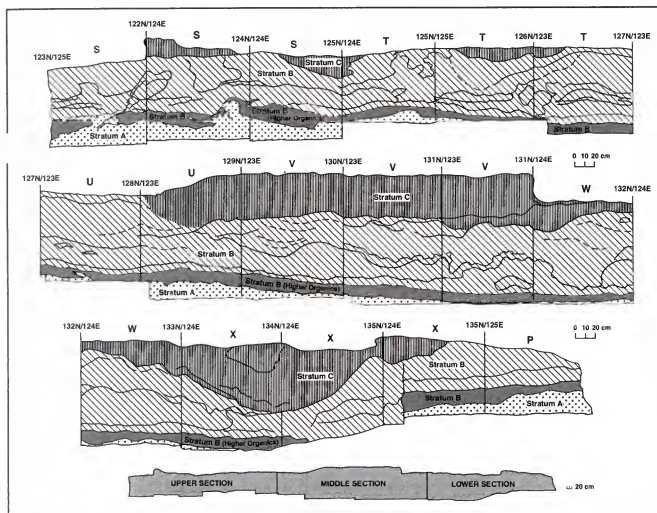 122N/124E 124N/124E 125N/124E 125N/125E 126N/123E 127N/123E
123N/125E S S S T T T
Stratum C
Stratum B
Stratum B
Stratum B (Higher Organics)
Stratum A
Stratum B
0 10 20 cm
127N/123E 128N/123E 129N/123E 130N/123E 131N/123E 131N/124E 132N/124E
U U V V V W
Stratum C
Stratum B
Stratum B (Higher Organics)
Stratum A
132N/124E 133N/124E 134N/124E 135N/124E 135N/125E
W X X X P
0 10 20 cm
Stratum C
Stratum B
Stratum B
Stratum B (Higher Organics)
Stratum A
UPPER SECTION MIDDLE SECTION LOWER SECTION
20 cm